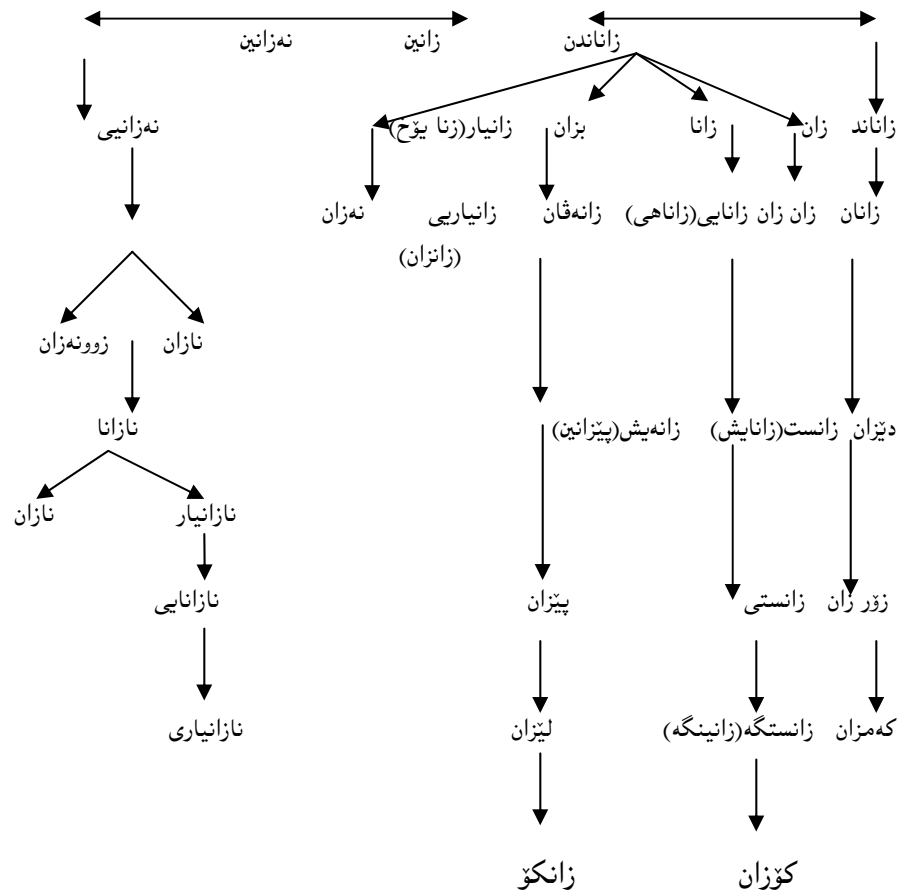 زاناندن زانین نەزانین
زاناند زان زانا بزان زانیار(زنا یۆخ) نەزانیی
زانان زان زان زانایی(زاناهی) زانەڤان زانیاریی نەزان
(زانزان)
نازان زوونەزان
دێزان زانست(زانایش) زانەیش(پێزانین) نازانا
نازانیار نازان
زۆر زان زانستی پێزان نازانایی
کەمزان زانستگە(زانینگە) لێزان نازانیاری
کۆزان زانکۆ